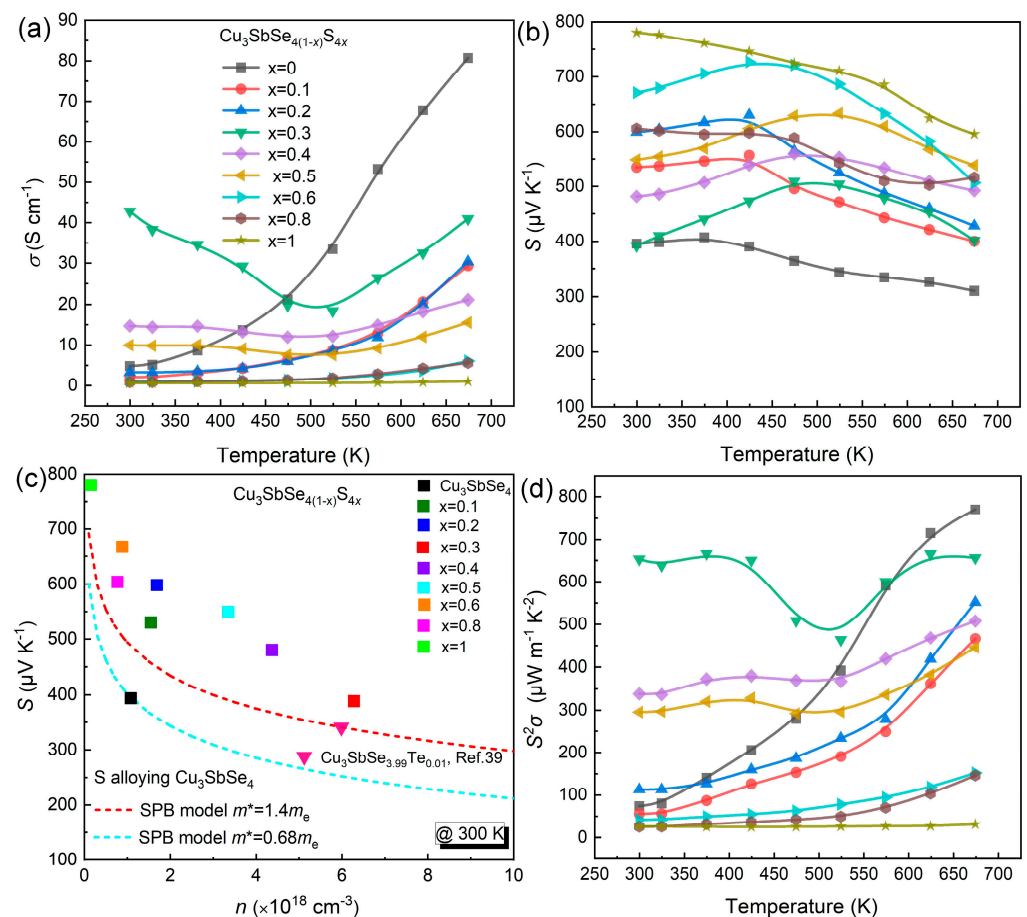 (a)
90
80
70
60
50
40
30
20
10
0
σ (S cm⁻¹)
Cu₃SbSe₄₍₁₋ₓ₎S₄ₓ
x=0
x=0.1
x=0.2
x=0.3
x=0.4
x=0.5
x=0.6
x=0.8
x=1
250 300 350 400 450 500 550 600 650 700
Temperature (K)
(b)
800
700
600
500
400
300
200
100
S (μV K⁻¹)
250 300 350 400 450 500 550 600 650 700
Temperature (K)
(c)
800
700
600
500
400
300
200
100
S (μV K⁻¹)
Cu₃SbSe₄₍₁₋ₓ₎S₄ₓ
Cu₃SbSe₄
x=0.1
x=0.2
x=0.3
x=0.4
x=0.5
x=0.6
x=0.8
x=1
Cu₃SbSe₃.₉₉Te₀.₀₁, Ref.39
S alloying Cu₃SbSe₄
SPB model m*=1.4mₑ
SPB model m*=0.68mₑ
@ 300 K
0 2 4 6 8 10
n (×10¹⁸ cm⁻³)
(d)
800
700
600
500
400
300
200
100
0
S²σ (μW m⁻¹ K⁻²)
250 300 350 400 450 500 550 600 650 700
Temperature (K)